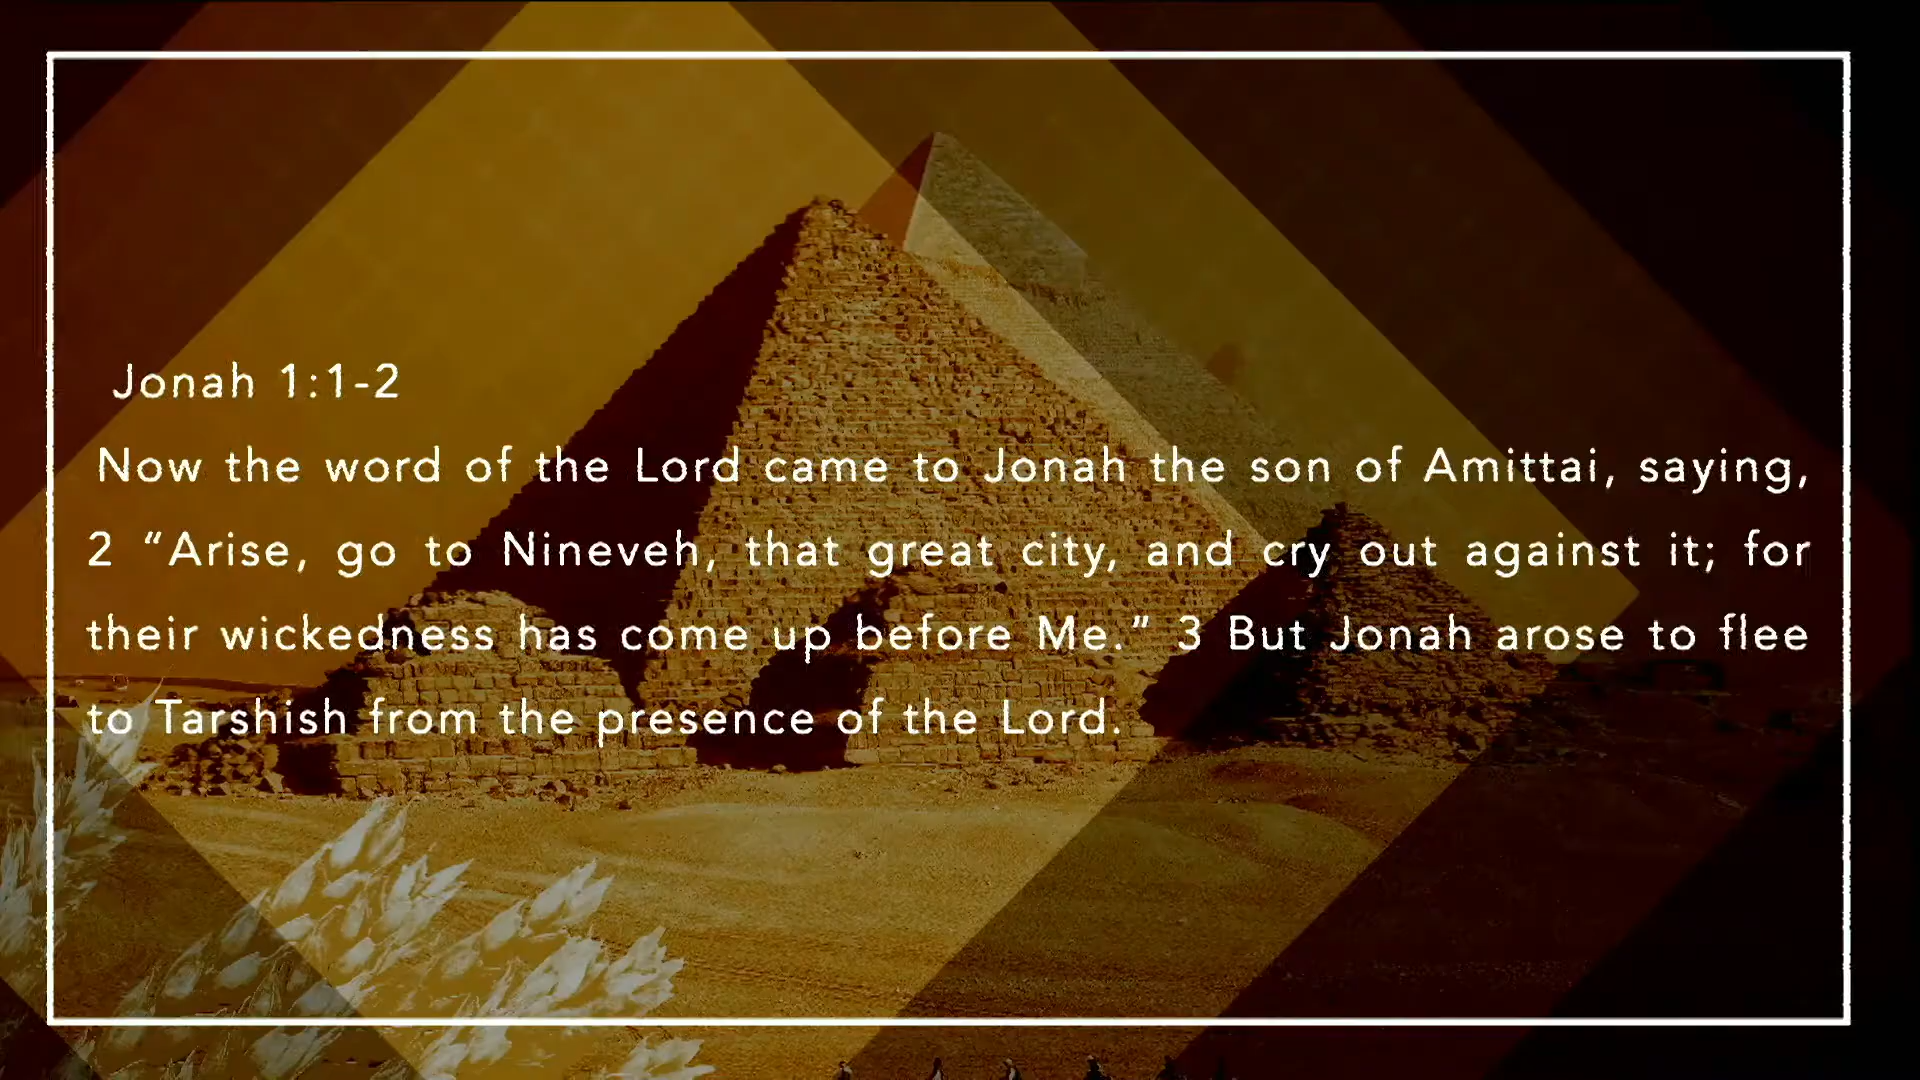 Jonah 1:1-2
Now the word of the Lord came to Jonah the son of Amittai, saying,
2 “Arise, go to Nineveh, that great city, and cry out against it; for
their wickedness has come up before Me.” 3 But Jonah arose to flee
to Tarshish from the presence of the Lord.